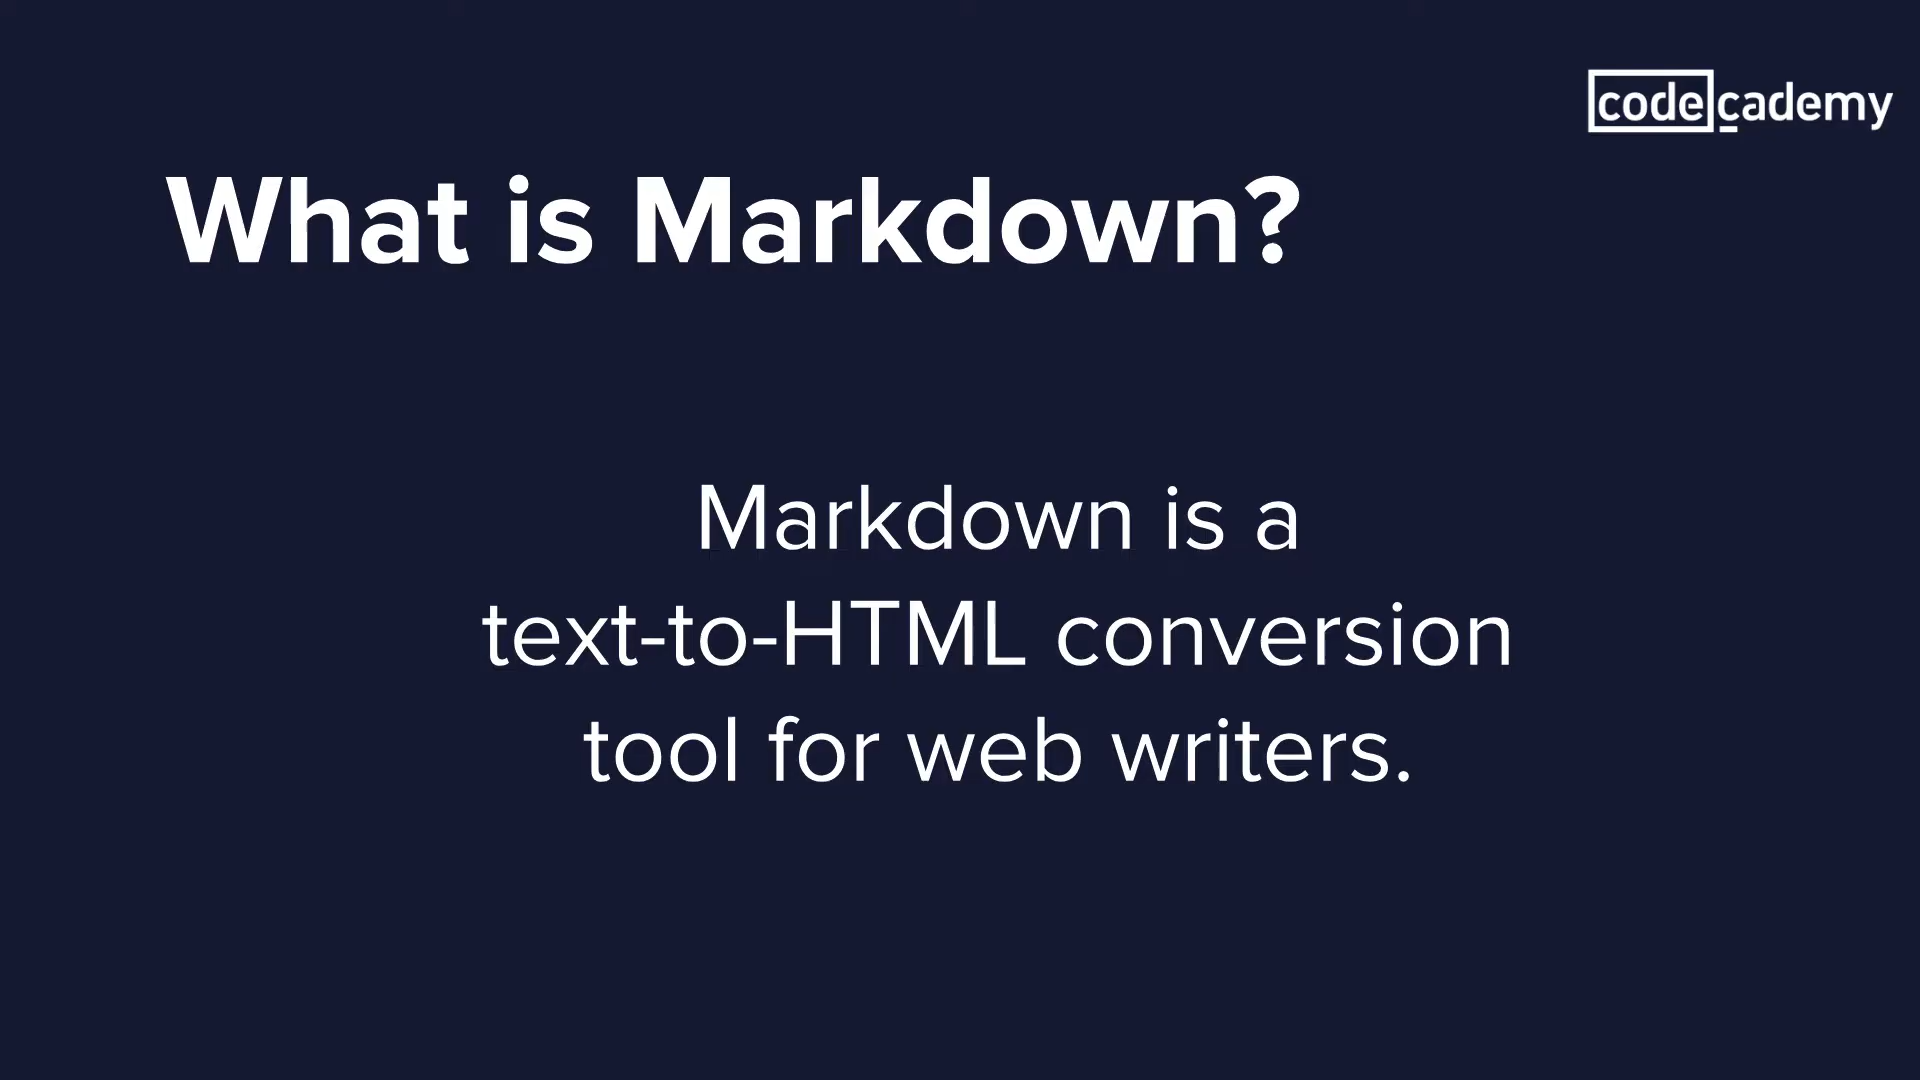 codecademy
What is Markdown?
Markdown is a
text-to-HTML conversion
tool for web writers.